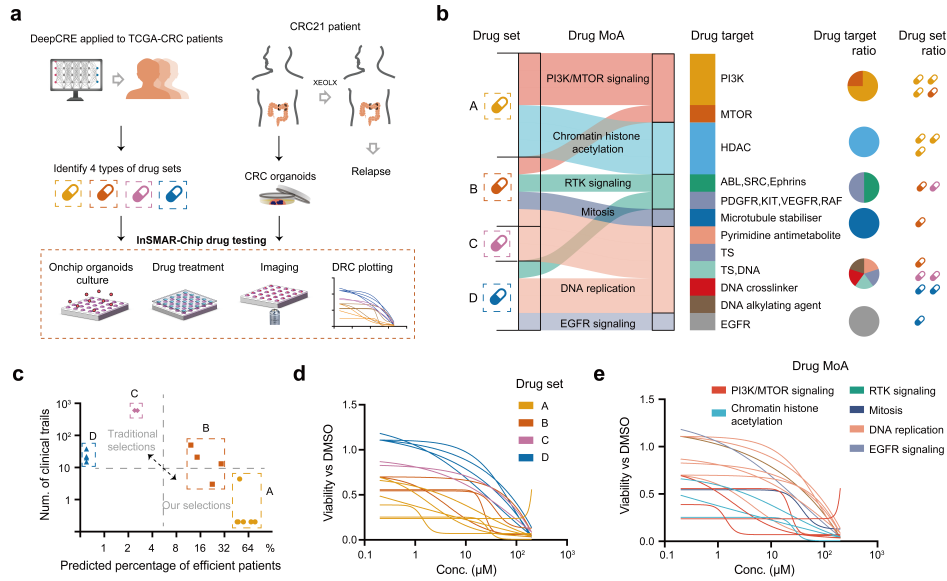 a
DeepCRE applied to TCGA-CRC patients
CRC21 patient
XEOLX
Relapse
Identify 4 types of drug sets
CRC organoids
InSMAR-Chip drug testing
Onchip organoids
culture
Drug treatment
Imaging
DRC plotting
b
Drug set
Drug MoA
Drug target
Drug target
ratio
Drug set
ratio
A
B
C
D
PI3K/MTOR signaling
Chromatin histone
acetylation
RTK signaling
Mitosis
DNA replication
EGFR signaling
PI3K
MTOR
HDAC
ABL,SRC,Ephrins
PDGFR,KIT,VEGFR,RAF
Microtubule stabiliser
Pyrimidine antimetabolite
TS
TS,DNA
DNA crosslinker
DNA alkylating agent
EGFR
c
Num. of clinical trails
10³
10²
10
1
C
D
B
A
Traditional
selections
Our selections
1 2 4 8 16 32 64 %
Predicted percentage of efficient patients
d
Drug set
A
B
C
D
Viability vs DMSO
1.5
1.0
0.5
0.0
0.1 1 10 10² 10³
Conc. (μM)
e
Drug MoA
PI3K/MTOR signaling
Chromatin histone
acetylation
RTK signaling
Mitosis
DNA replication
EGFR signaling
Viability vs DMSO
1.5
1.0
0.5
0.0
0.1 1 10 10² 10³
Conc. (μM)